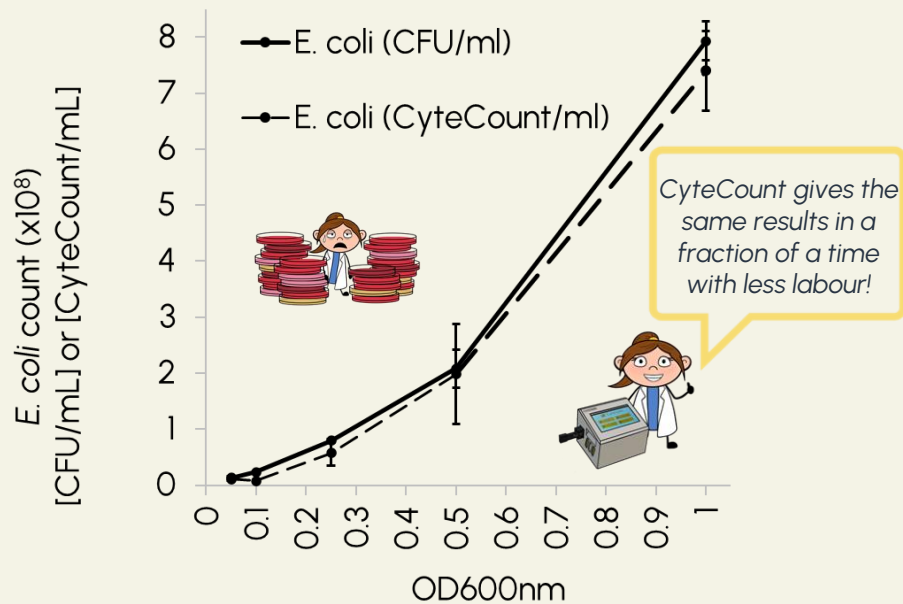 E. coli count (x10⁸)
[CFU/mL] or [CyteCount/mL]
8
7
6
5
4
3
2
1
0
E. coli (CFU/ml)
E. coli (CyteCount/ml)
CyteCount gives the
same results in a
fraction of a time
with less labour!
0
0.1
0.2
0.3
0.4
0.5
0.6
0.7
0.8
0.9
1
OD600nm